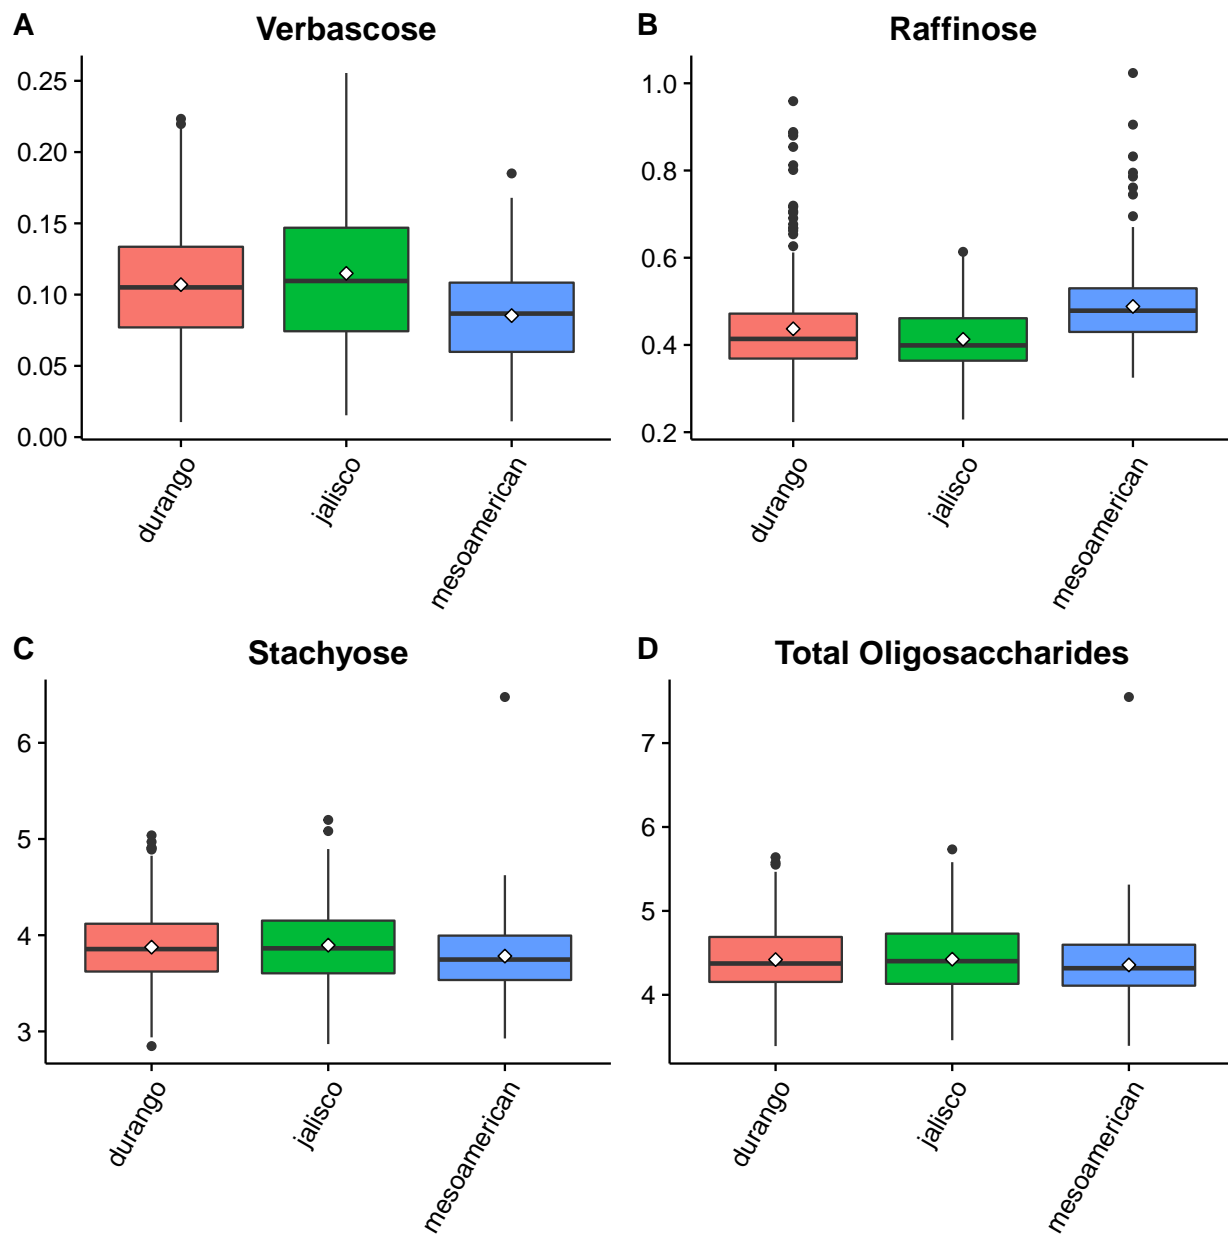 A Verbascose
0.25
0.20
0.15
0.10
0.05
0.00
durango
jalisco
mesoamerican
B Raffinose
1.0
0.8
0.6
0.4
0.2
durango
jalisco
mesoamerican
C Stachyose
6
5
4
3
durango
jalisco
mesoamerican
D Total Oligosaccharides
7
6
5
4
durango
jalisco
mesoamerican